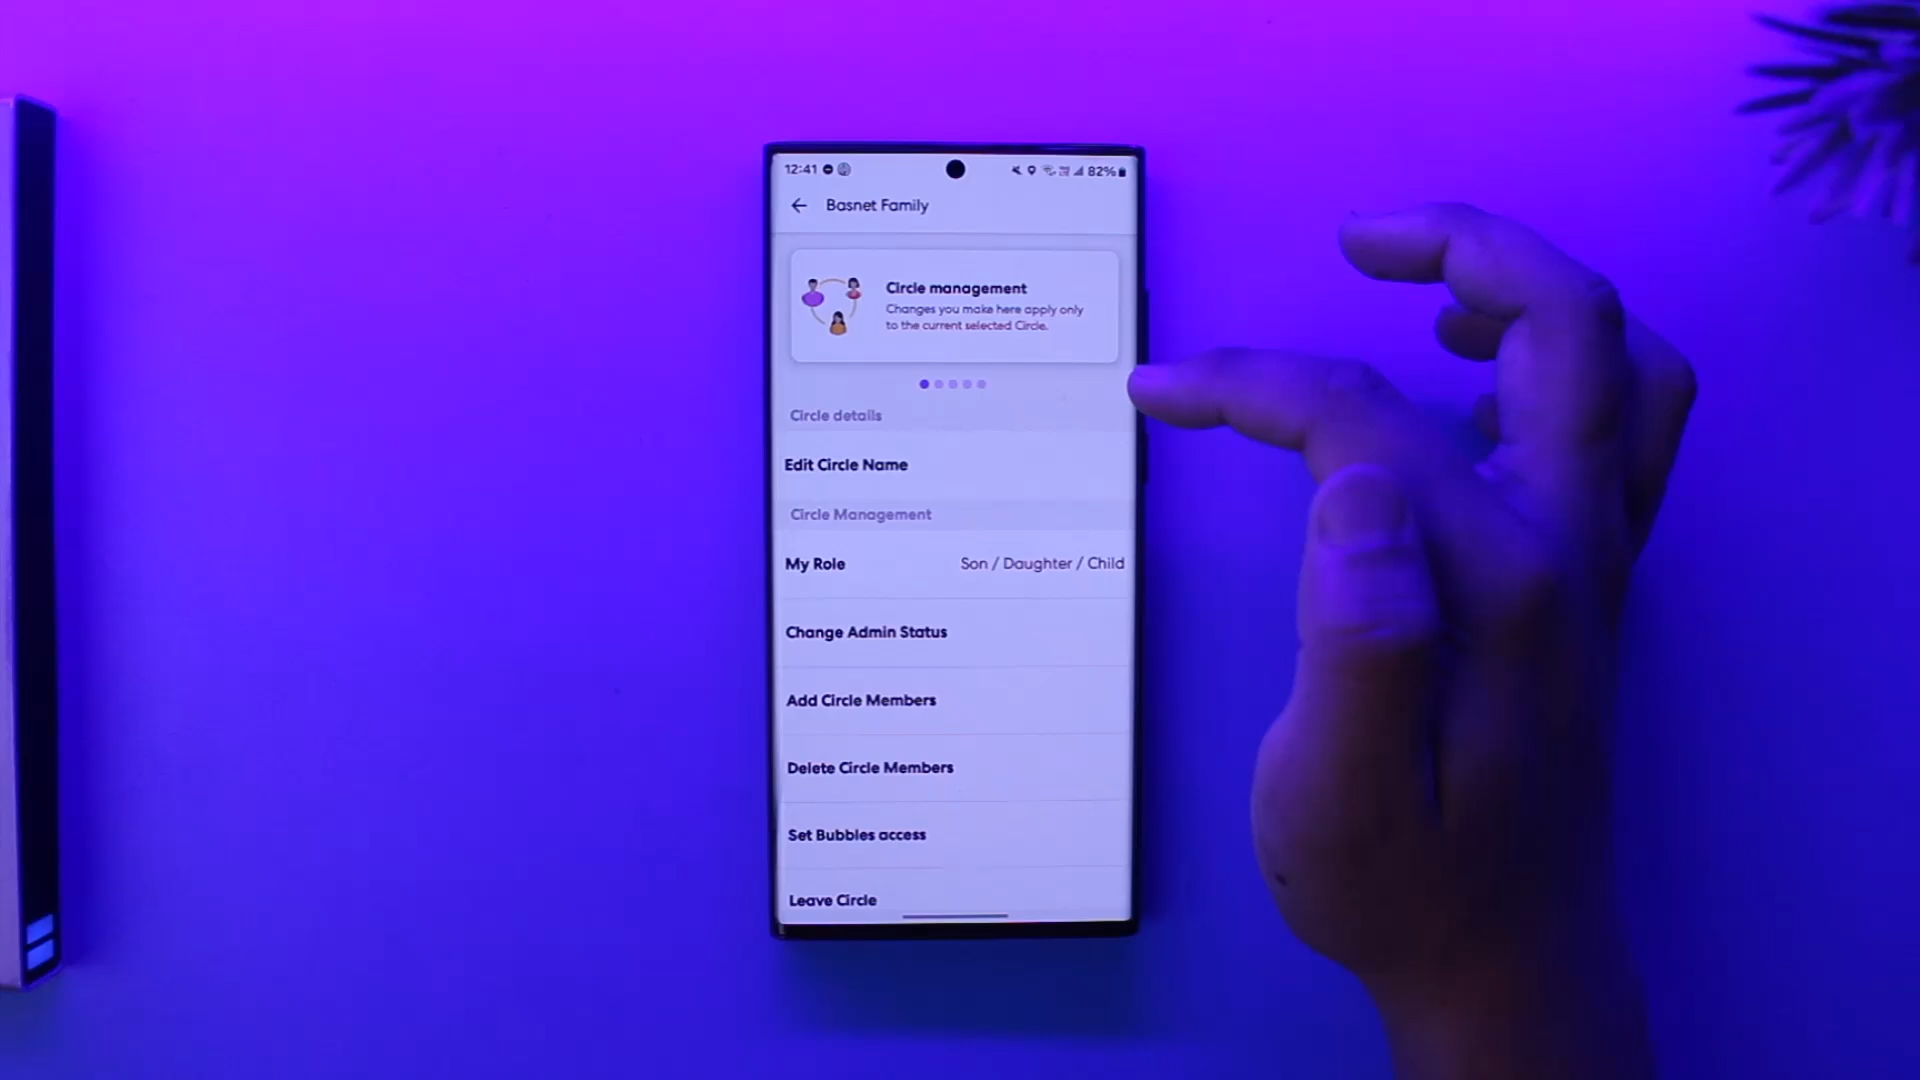 12:41
82%
Basnet Family
Circle management
Changes you make here apply only
to the current selected Circle.
Circle details
Edit Circle Name
Circle Management
My Role
Son / Daughter / Child
Change Admin Status
Add Circle Members
Delete Circle Members
Set Bubbles access
Leave Circle